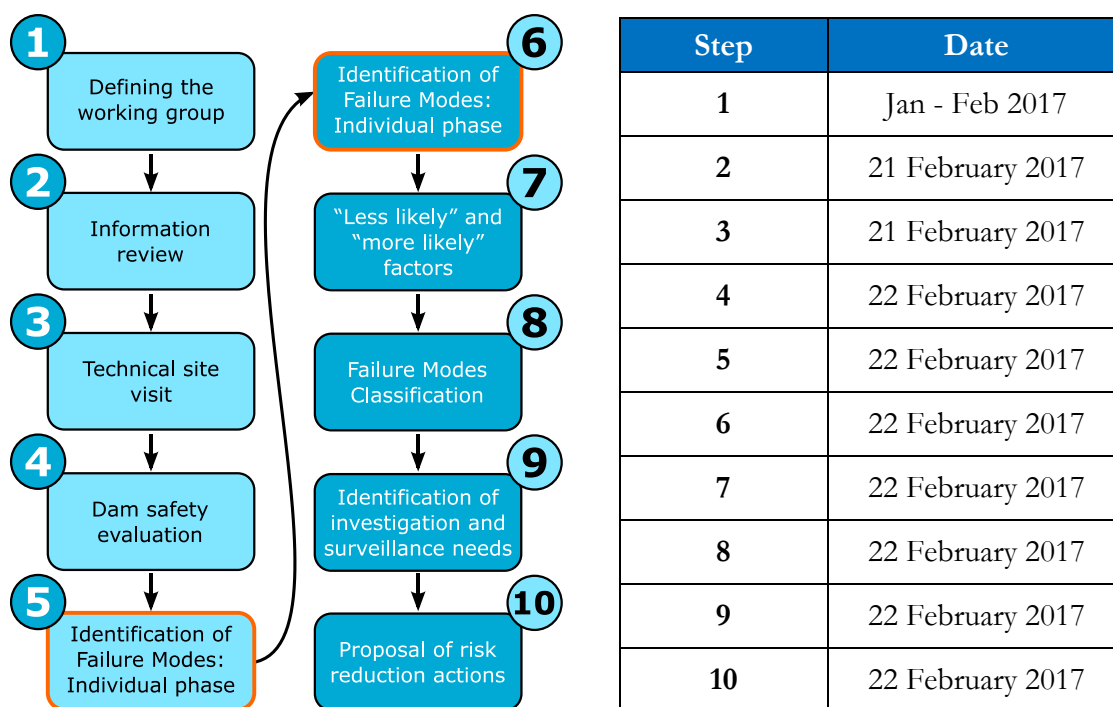 1
Defining the
working group
2
Information
review
3
Technical site
visit
4
Dam safety
evaluation
5
Identification of
Failure Modes:
Individual phase
6
Identification of
Failure Modes:
Individual phase
7
“Less likely” and
“more likely”
factors
8
Failure Modes
Classification
9
Identification of
investigation and
surveillance needs
10
Proposal of risk
reduction actions
Step Date
1 Jan - Feb 2017
2 21 February 2017
3 21 February 2017
4 22 February 2017
5 22 February 2017
6 22 February 2017
7 22 February 2017
8 22 February 2017
9 22 February 2017
10 22 February 2017